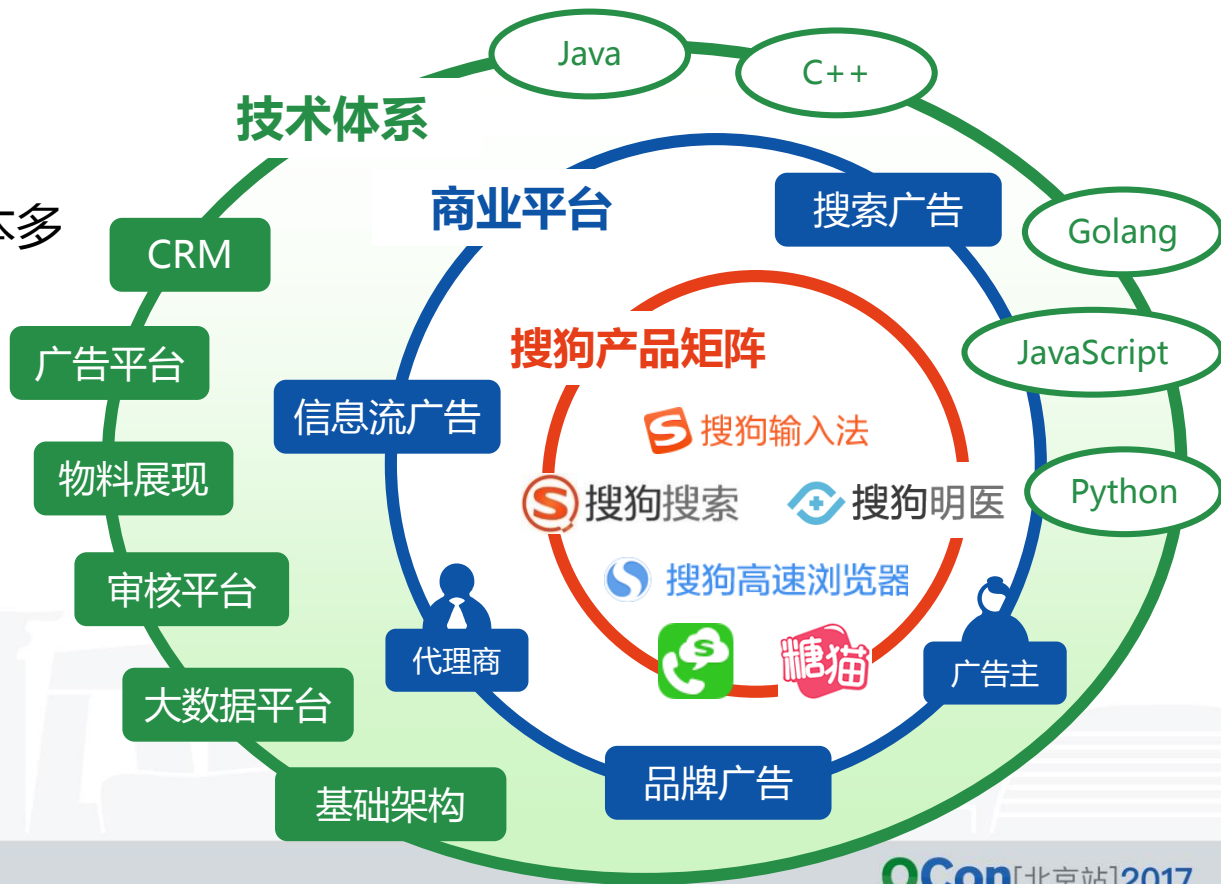 Java
C++
技术体系
商业平台
搜索广告
本多
CRM
Golang
广告平台
搜狗产品矩阵
JavaScript
信息流广告
搜狗输入法
物料展现
搜狗搜索
搜狗明医
Python
审核平台
搜狗高速浏览器
代理商
糖猫
广告主
大数据平台
品牌广告
基础架构
QCon[北京站]2017